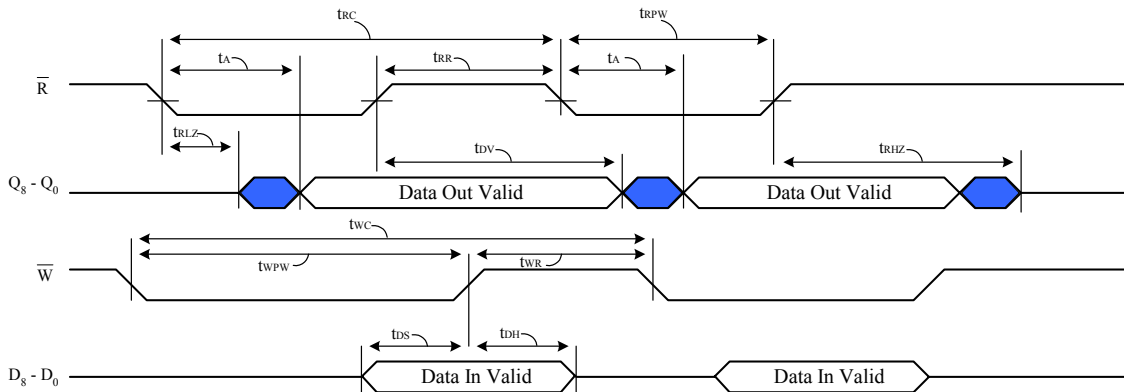 tRC
tRPW
tA
tRR
tA
R̅
tRLZ
tDV
tRHZ
Q8 - Q0
Data Out Valid
Data Out Valid
tWC
tWPW
tWR
W̅
tDS
tDH
D8 - D0
Data In Valid
Data In Valid